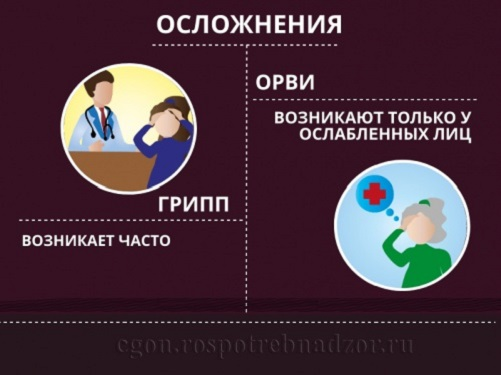 ОСЛОЖНЕНИЯ
ГРИПП
ВОЗНИКАЕТ ЧАСТО
ОРВИ
ВОЗНИКАЮТ ТОЛЬКО У
ОСЛАБЛЕННЫХ ЛИЦ
cgon.rospotrebnadzor.ru